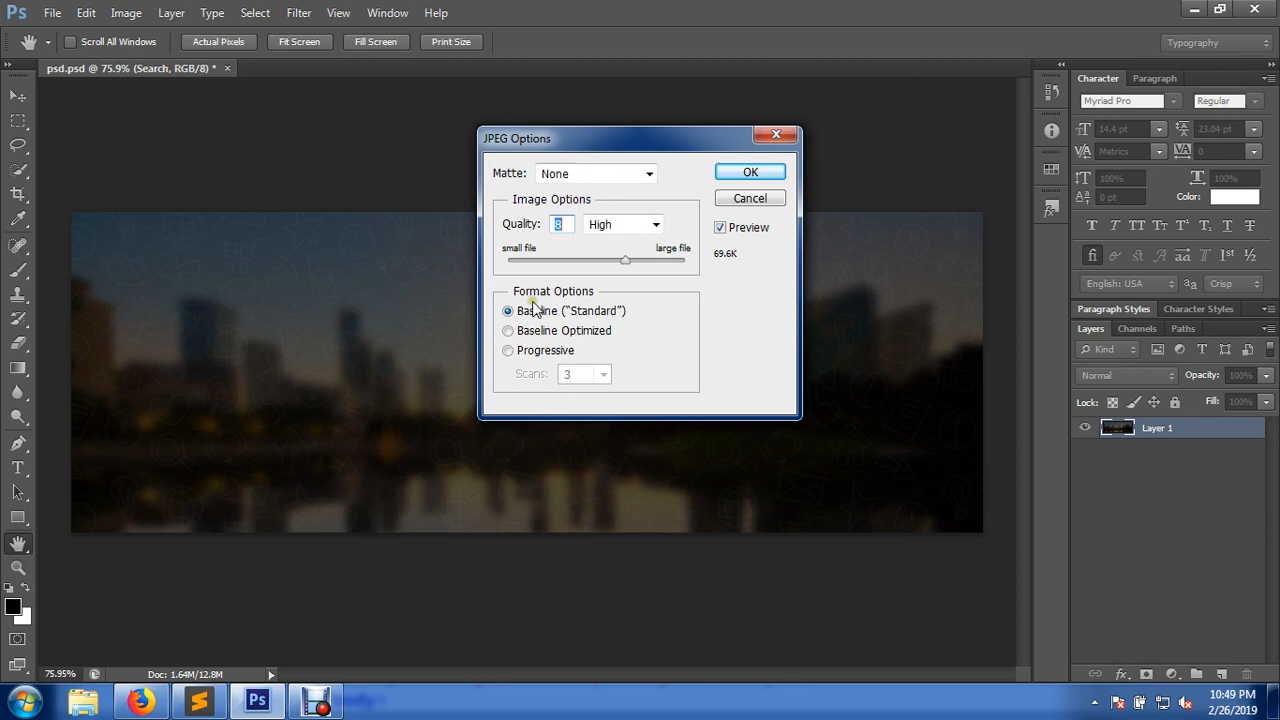 Ps File Edit Image Layer Type Select Filter 3D View Window Help
Scroll All Windows Actual Pixels Fit Screen Fill Screen Print Size Typography
psd.psd @ 75.9% (Search, RGB/8) * ×
JPEG Options
Matte: None OK
Image Options Cancel
Quality: 8 High Preview
small file large file 69.6K
Format Options
Baseline (“Standard”)
Baseline Optimized
Progressive
Scans: 3
Character Paragraph
Myriad Pro Regular
14.4 pt 23.04 pt
Metrics 0
100% 100%
0 pt Color:
English: USA Crisp
Paragraph Styles Character Styles
Layers Channels Paths
Kind
Normal Opacity: 100%
Lock: Fill: 100%
Layer 1
75.95% Doc: 1.64M/12.8M
10:49 PM
2/26/2019